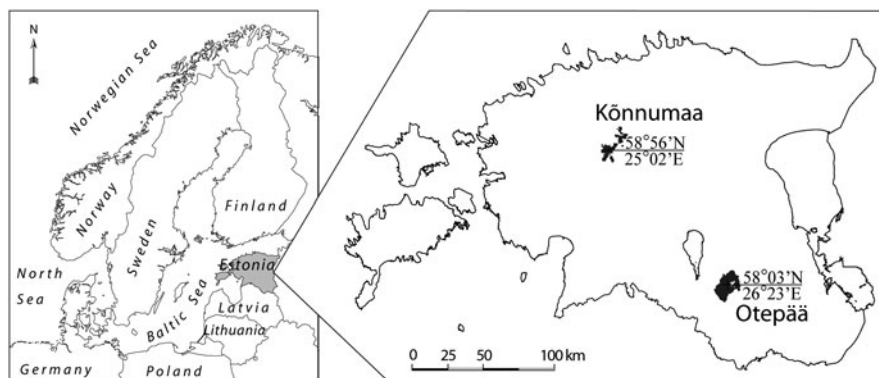 N
Norwegian Sea
Norway
Sweden
Finland
North
Sea
Estonia
Baltic Sea
Latvia
Lithuania
Germany
Poland
Kõnnumaa
58°56'N
25°02'E
58°03'N
26°23'E
Otepää
0 25 50 100 km